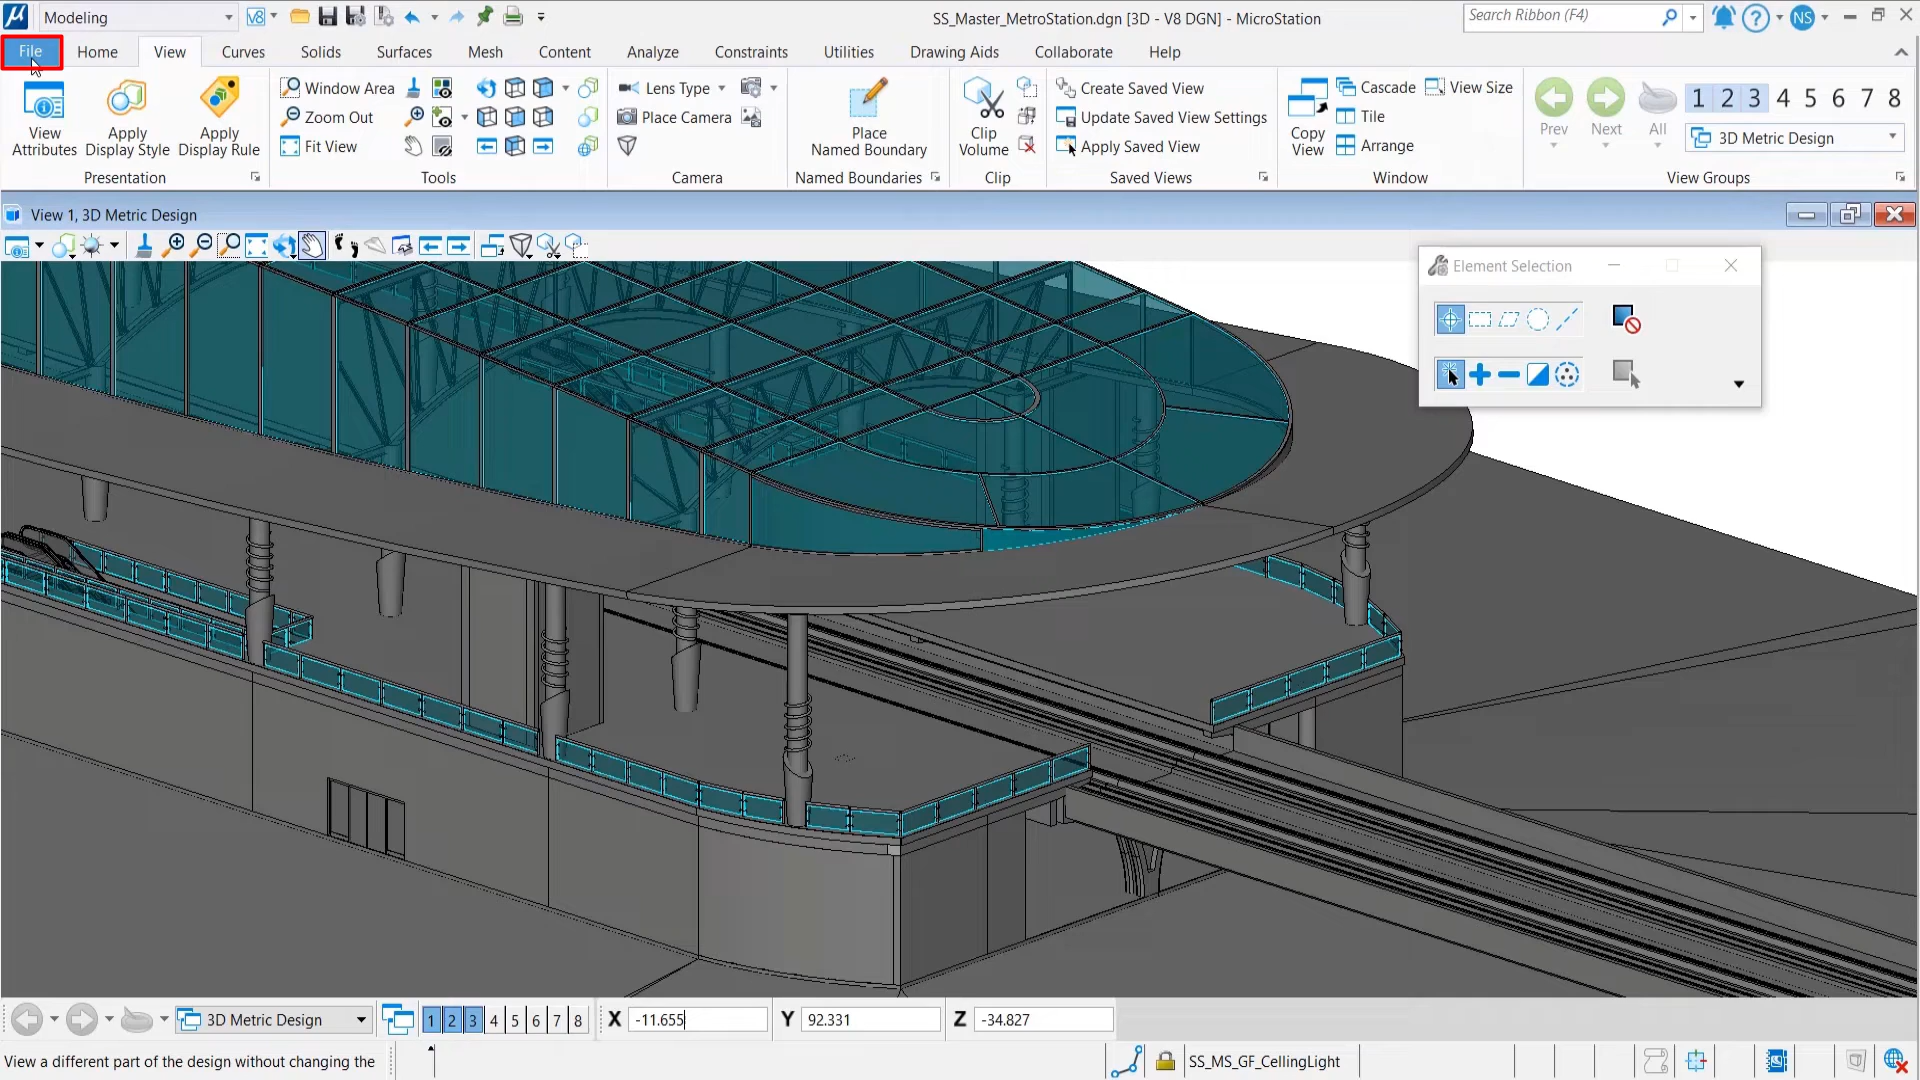 Modeling
V8
SS_Master_MetroStation.dgn [3D - V8 DGN] - MicroStation
Search Ribbon (F4)
NS
File
Home
View
Curves
Solids
Surfaces
Mesh
Content
Analyze
Constraints
Utilities
Drawing Aids
Collaborate
Help
View
Attributes
Apply
Display Style
Apply
Display Rule
Presentation
Window Area
Zoom Out
Fit View
Tools
Lens Type
Place Camera
Camera
Place
Named Boundary
Named Boundaries
Clip
Volume
Clip
Create Saved View
Update Saved View Settings
Apply Saved View
Saved Views
Copy
View
Cascade
View Size
Tile
Arrange
Window
Prev
Next
All
1 2 3 4 5 6 7 8
3D Metric Design
View Groups
View 1, 3D Metric Design
Element Selection
3D Metric Design
1 2 3 4 5 6 7 8
X -11.655
Y 92.331
Z -34.827
View a different part of the design without changing the
SS_MS_GF_CellingLight